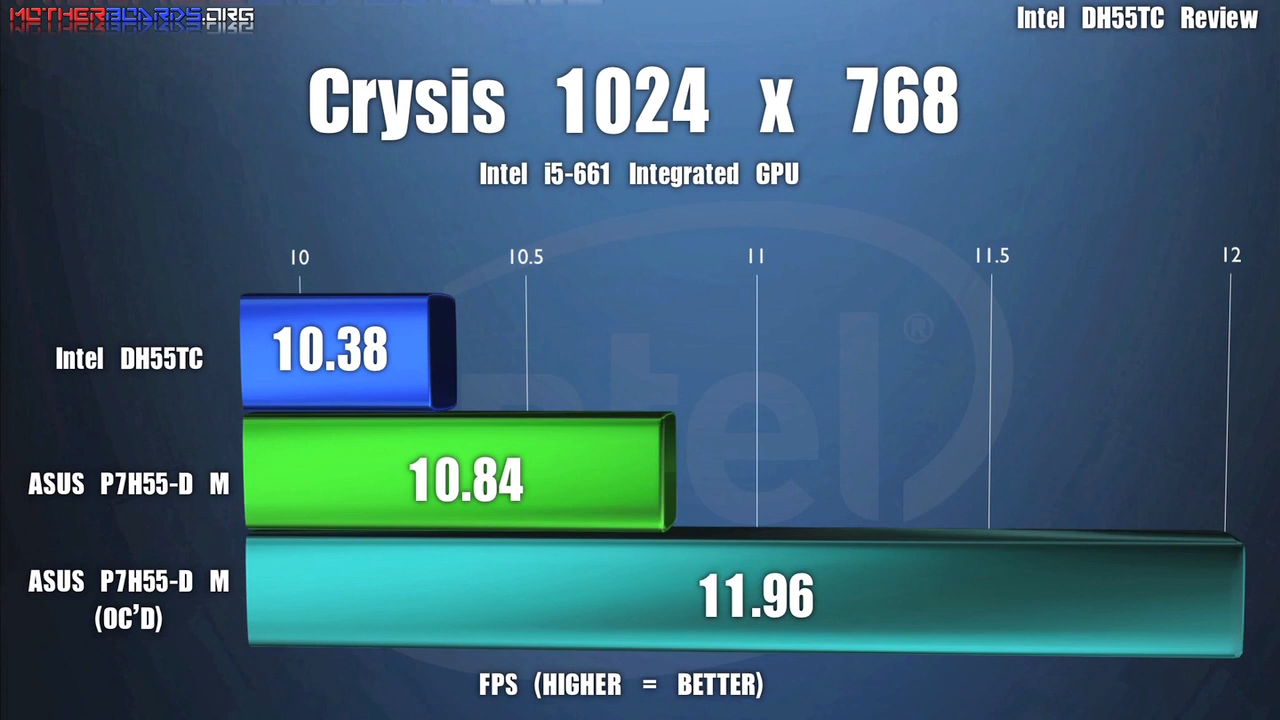 MOTHERBOARDS.ORG
Intel DH55TC Review
Crysis 1024 x 768
Intel i5-661 Integrated GPU
10 10.5 11 11.5 12
Intel DH55TC 10.38
ASUS P7H55-D M 10.84
ASUS P7H55-D M
(OC'D)
11.96
FPS (HIGHER = BETTER)
intel®